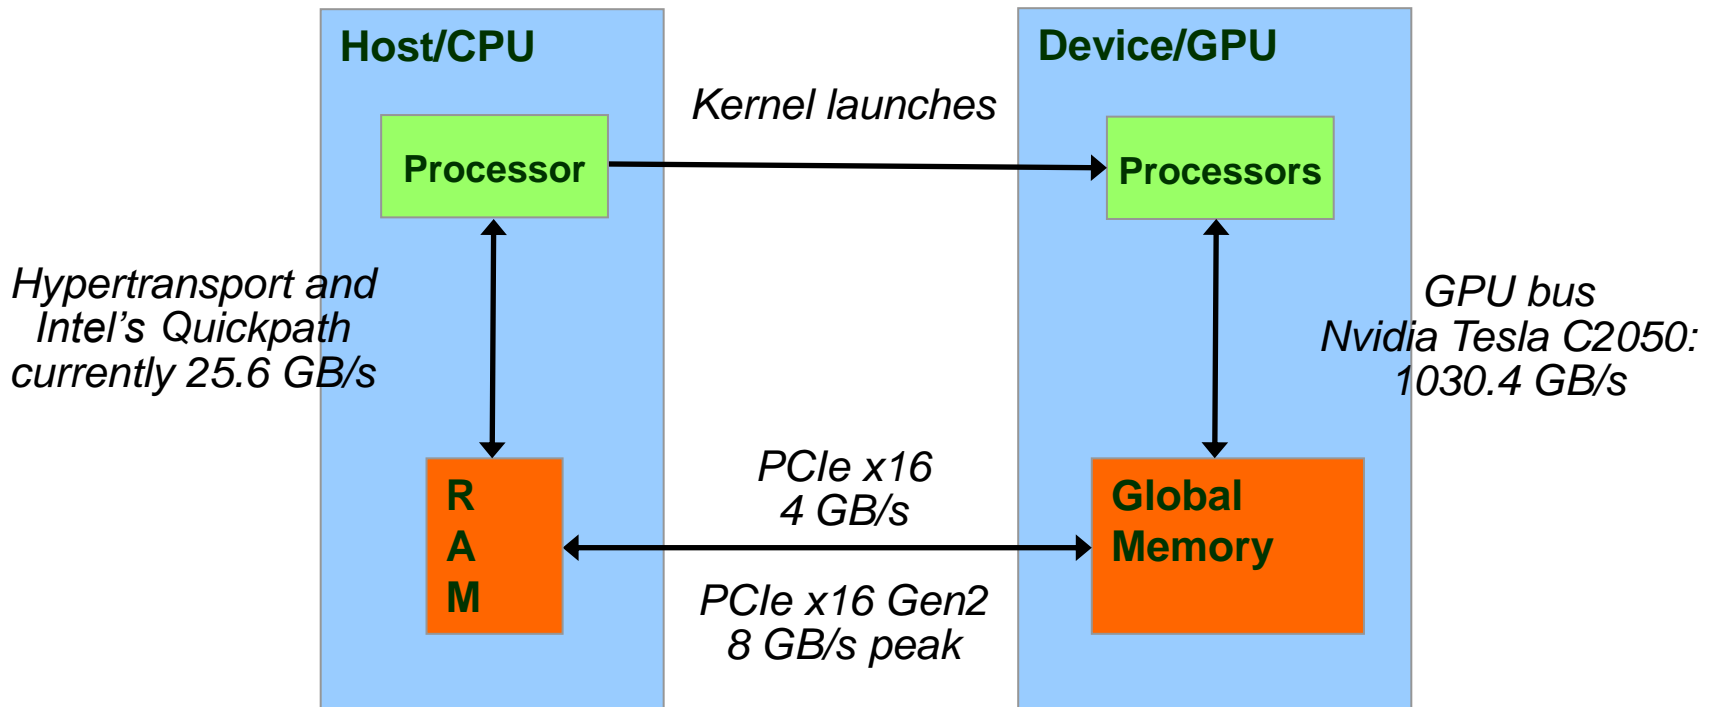 Host/CPU
Device/GPU
Kernel launches
Processor
Processors
Hypertransport and
Intel's Quickpath
currently 25.6 GB/s
GPU bus
Nvidia Tesla C2050:
1030.4 GB/s
PCIe x16
4 GB/s
R
A
M
Global
Memory
PCIe x16 Gen2
8 GB/s peak